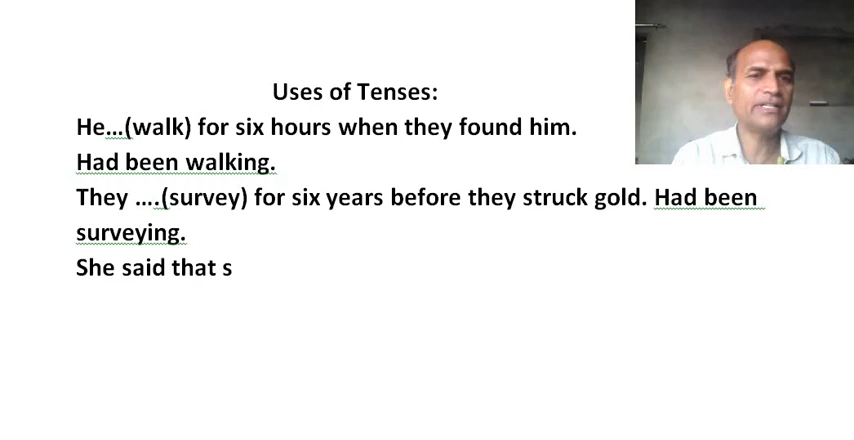 Uses of Tenses:
He...(walk) for six hours when they found him.
Had been walking.
They ....(survey) for six years before they struck gold. Had been
surveying.
She said that s